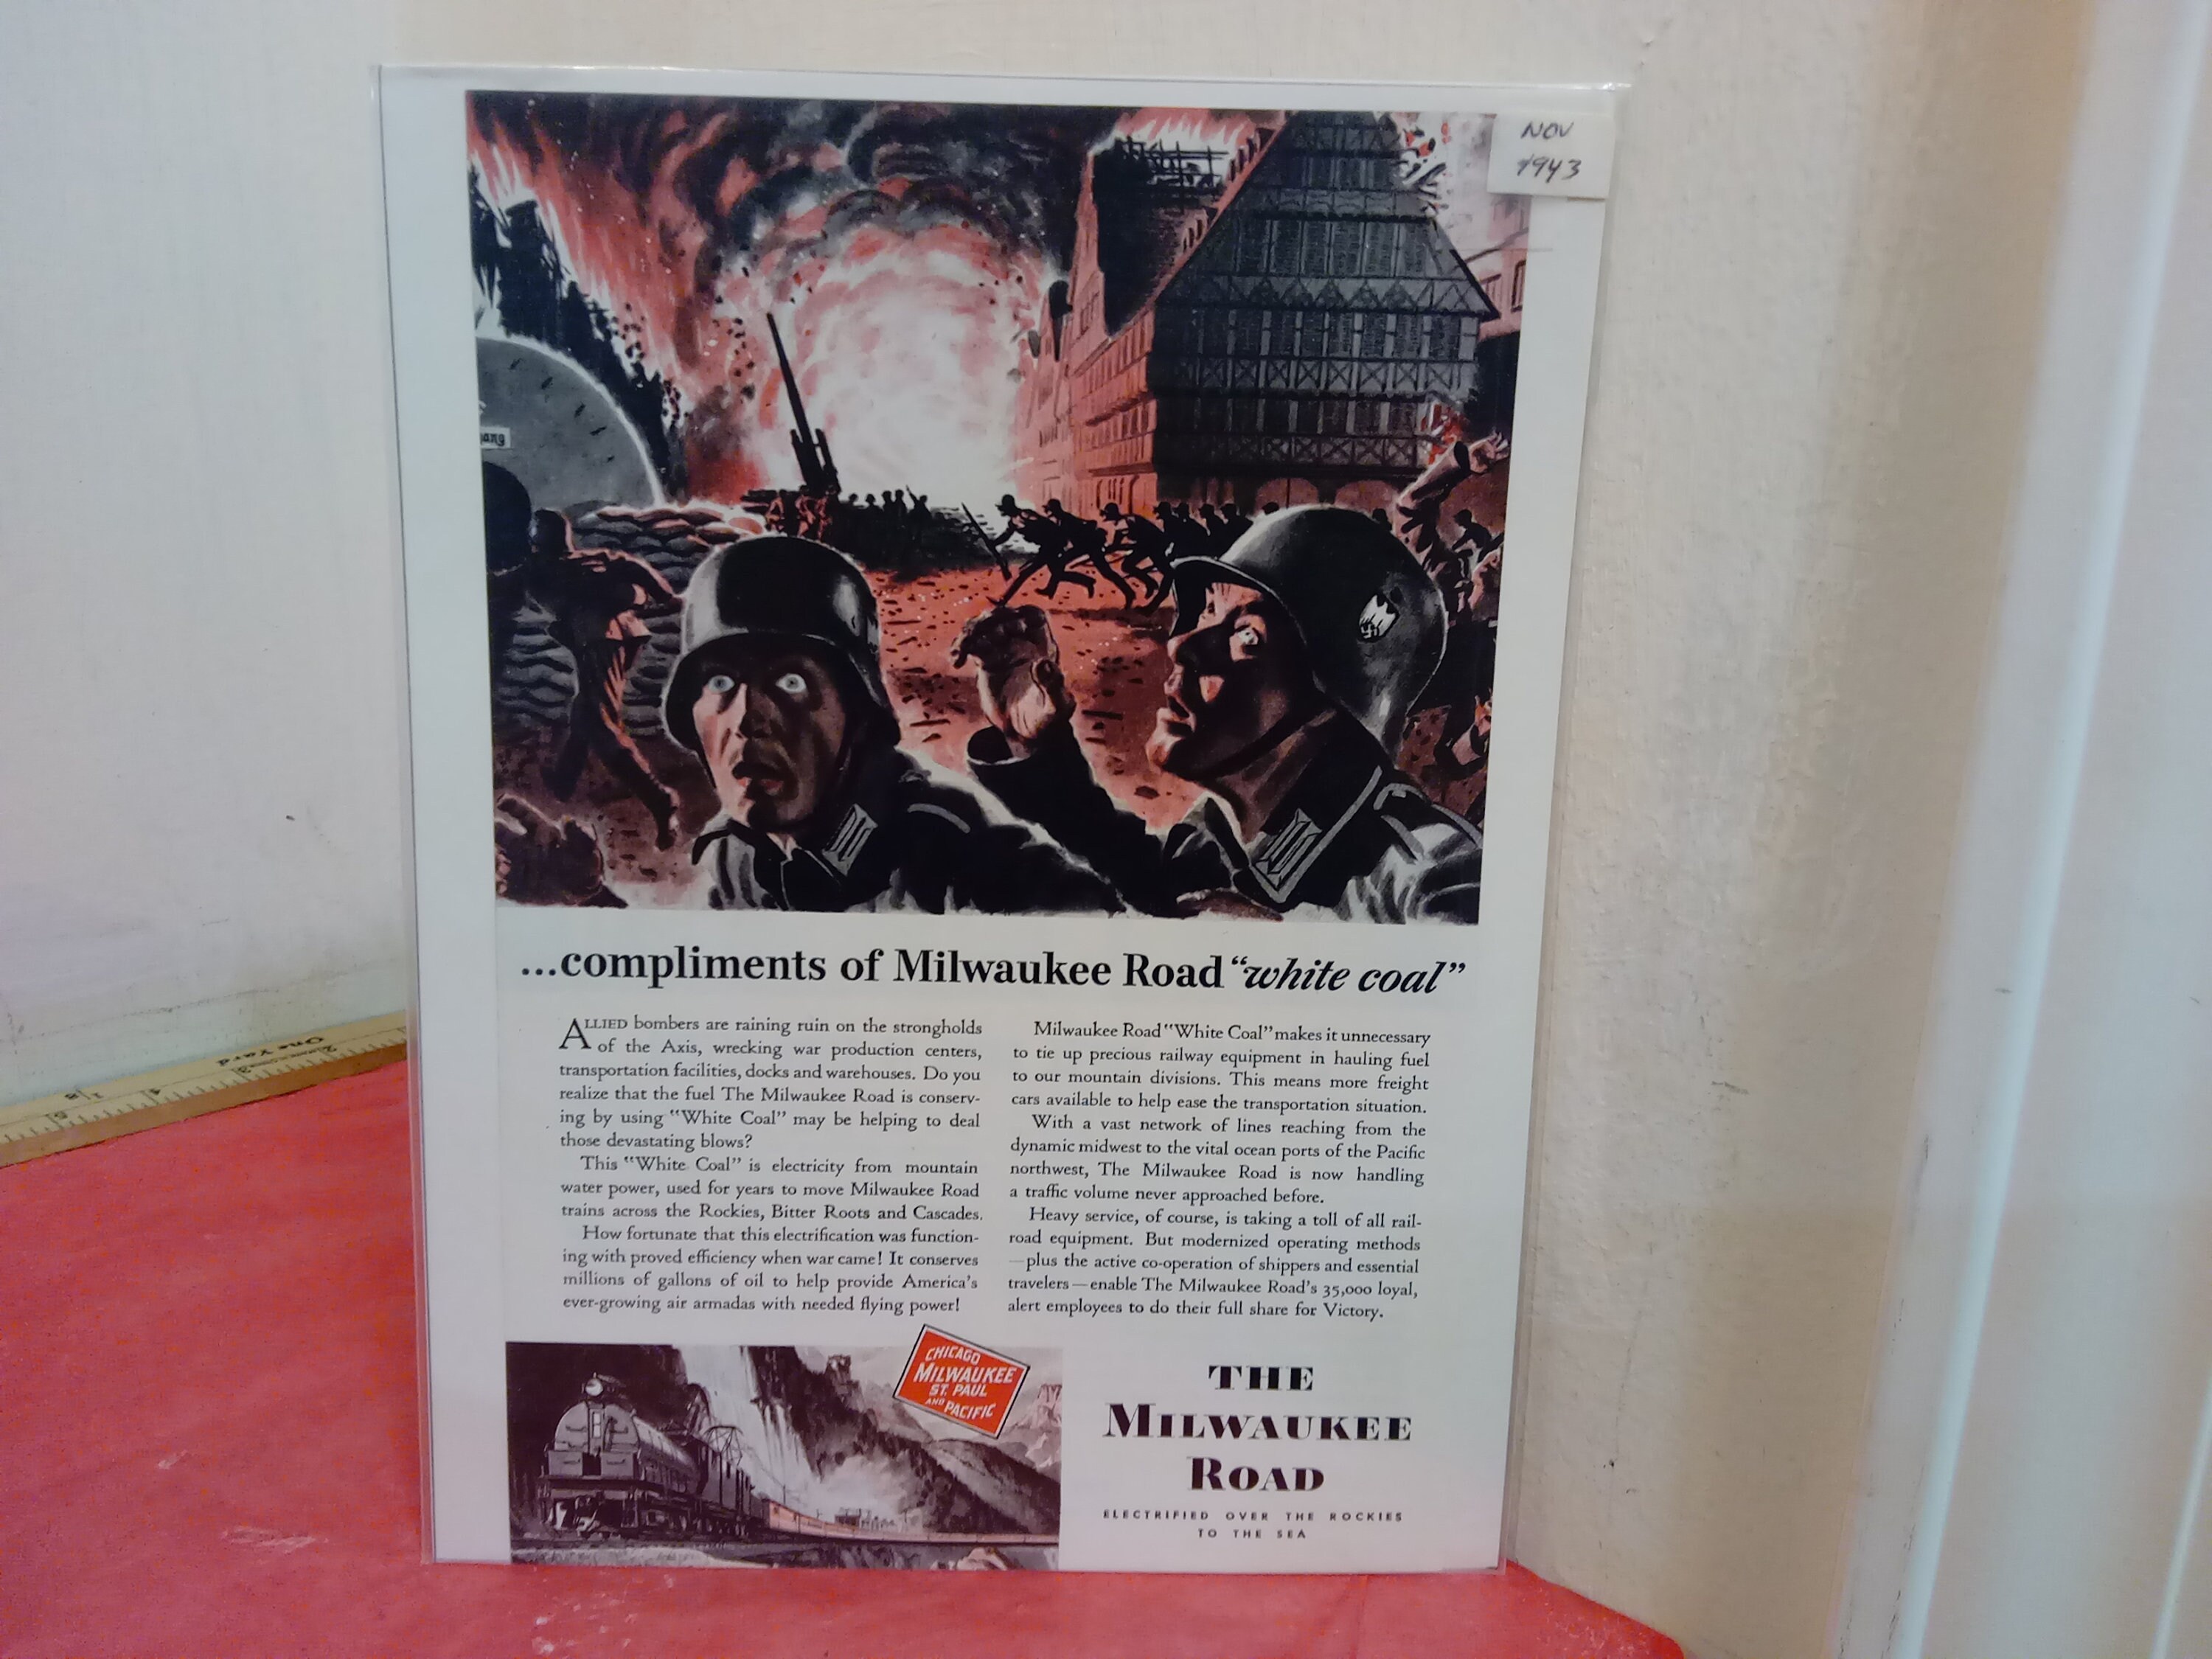 NOV
1943
ang
...compliments of Milwaukee Road "white coal"
ALLIED bombers are raining ruin on the strongholds
of the Axis, wrecking war production centers,
transportation facilities, docks and warehouses. Do you
realize that the fuel The Milwaukee Road is conserv-
ing by using "White Coal" may be helping to deal
those devastating blows?
This "White Coal" is electricity from mountain
water power, used for years to move Milwaukee Road
trains across the Rockies, Bitter Roots and Cascades.
How fortunate that this electrification was function-
ing with proved efficiency when war came! It conserves
millions of gallons of oil to help provide America's
ever-growing air armadas with needed flying power!
Milwaukee Road "White Coal" makes it unnecessary
to tie up precious railway equipment in hauling fuel
to our mountain divisions. This means more freight
cars available to help ease the transportation situation.
With a vast network of lines reaching from the
dynamic midwest to the vital ocean ports of the Pacific
northwest, The Milwaukee Road is now handling
a traffic volume never approached before.
Heavy service, of course, is taking a toll of all rail-
road equipment. But modernized operating methods
—plus the active co-operation of shippers and essential
travelers—enable The Milwaukee Road's 35,000 loyal,
alert employees to do their full share for Victory.
CHICAGO
MILWAUKEE
ST. PAUL
AND PACIFIC
THE
MILWAUKEE
ROAD
ELECTRIFIED OVER THE ROCKIES
TO THE SEA
One Yard
2
3
4
5